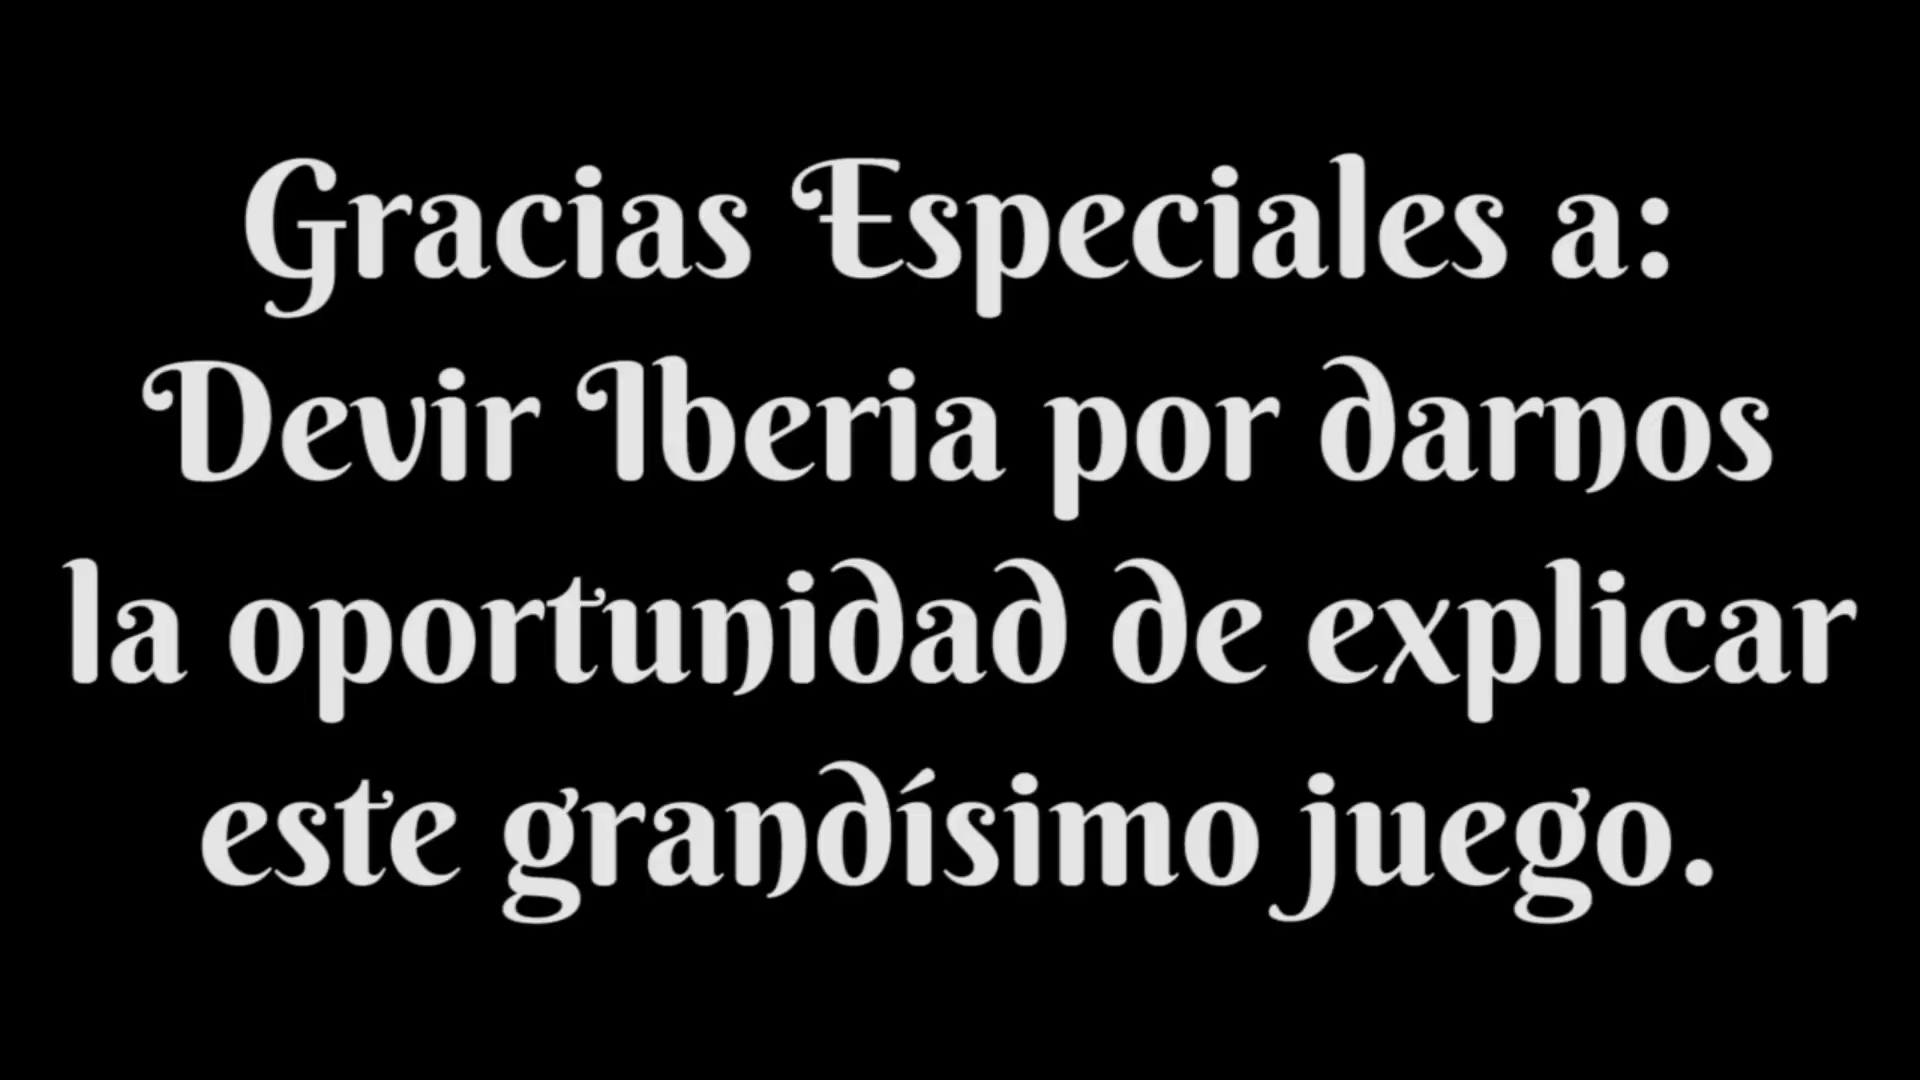 Gracias Especiales a:
Devir Iberia por darnos
la oportunidad de explicar
este grandísimo juego.